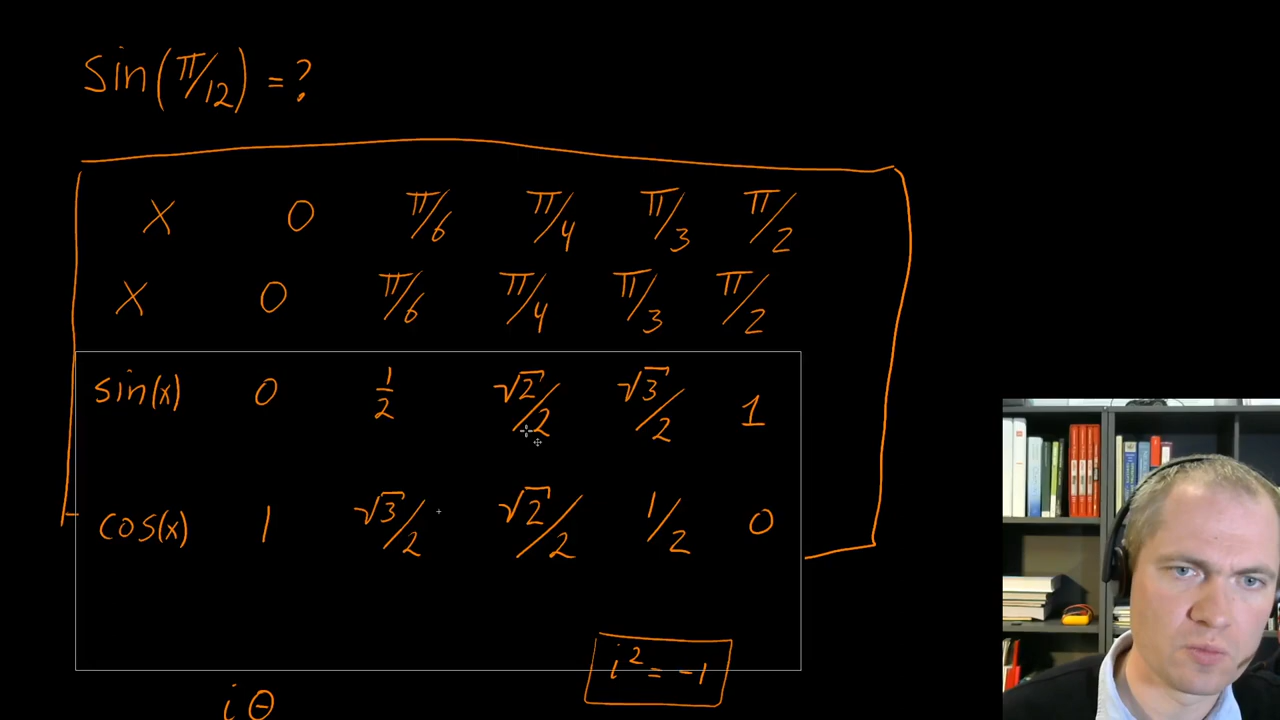 sin(π/12) = ?
x 0 π/6 π/4 π/3 π/2
x 0 π/6 π/4 π/3 π/2
sin(x) 0 1/2 √2/2 √3/2 1
cos(x) 1 √3/2 √2/2 1/2 0
i² = -1
iθ